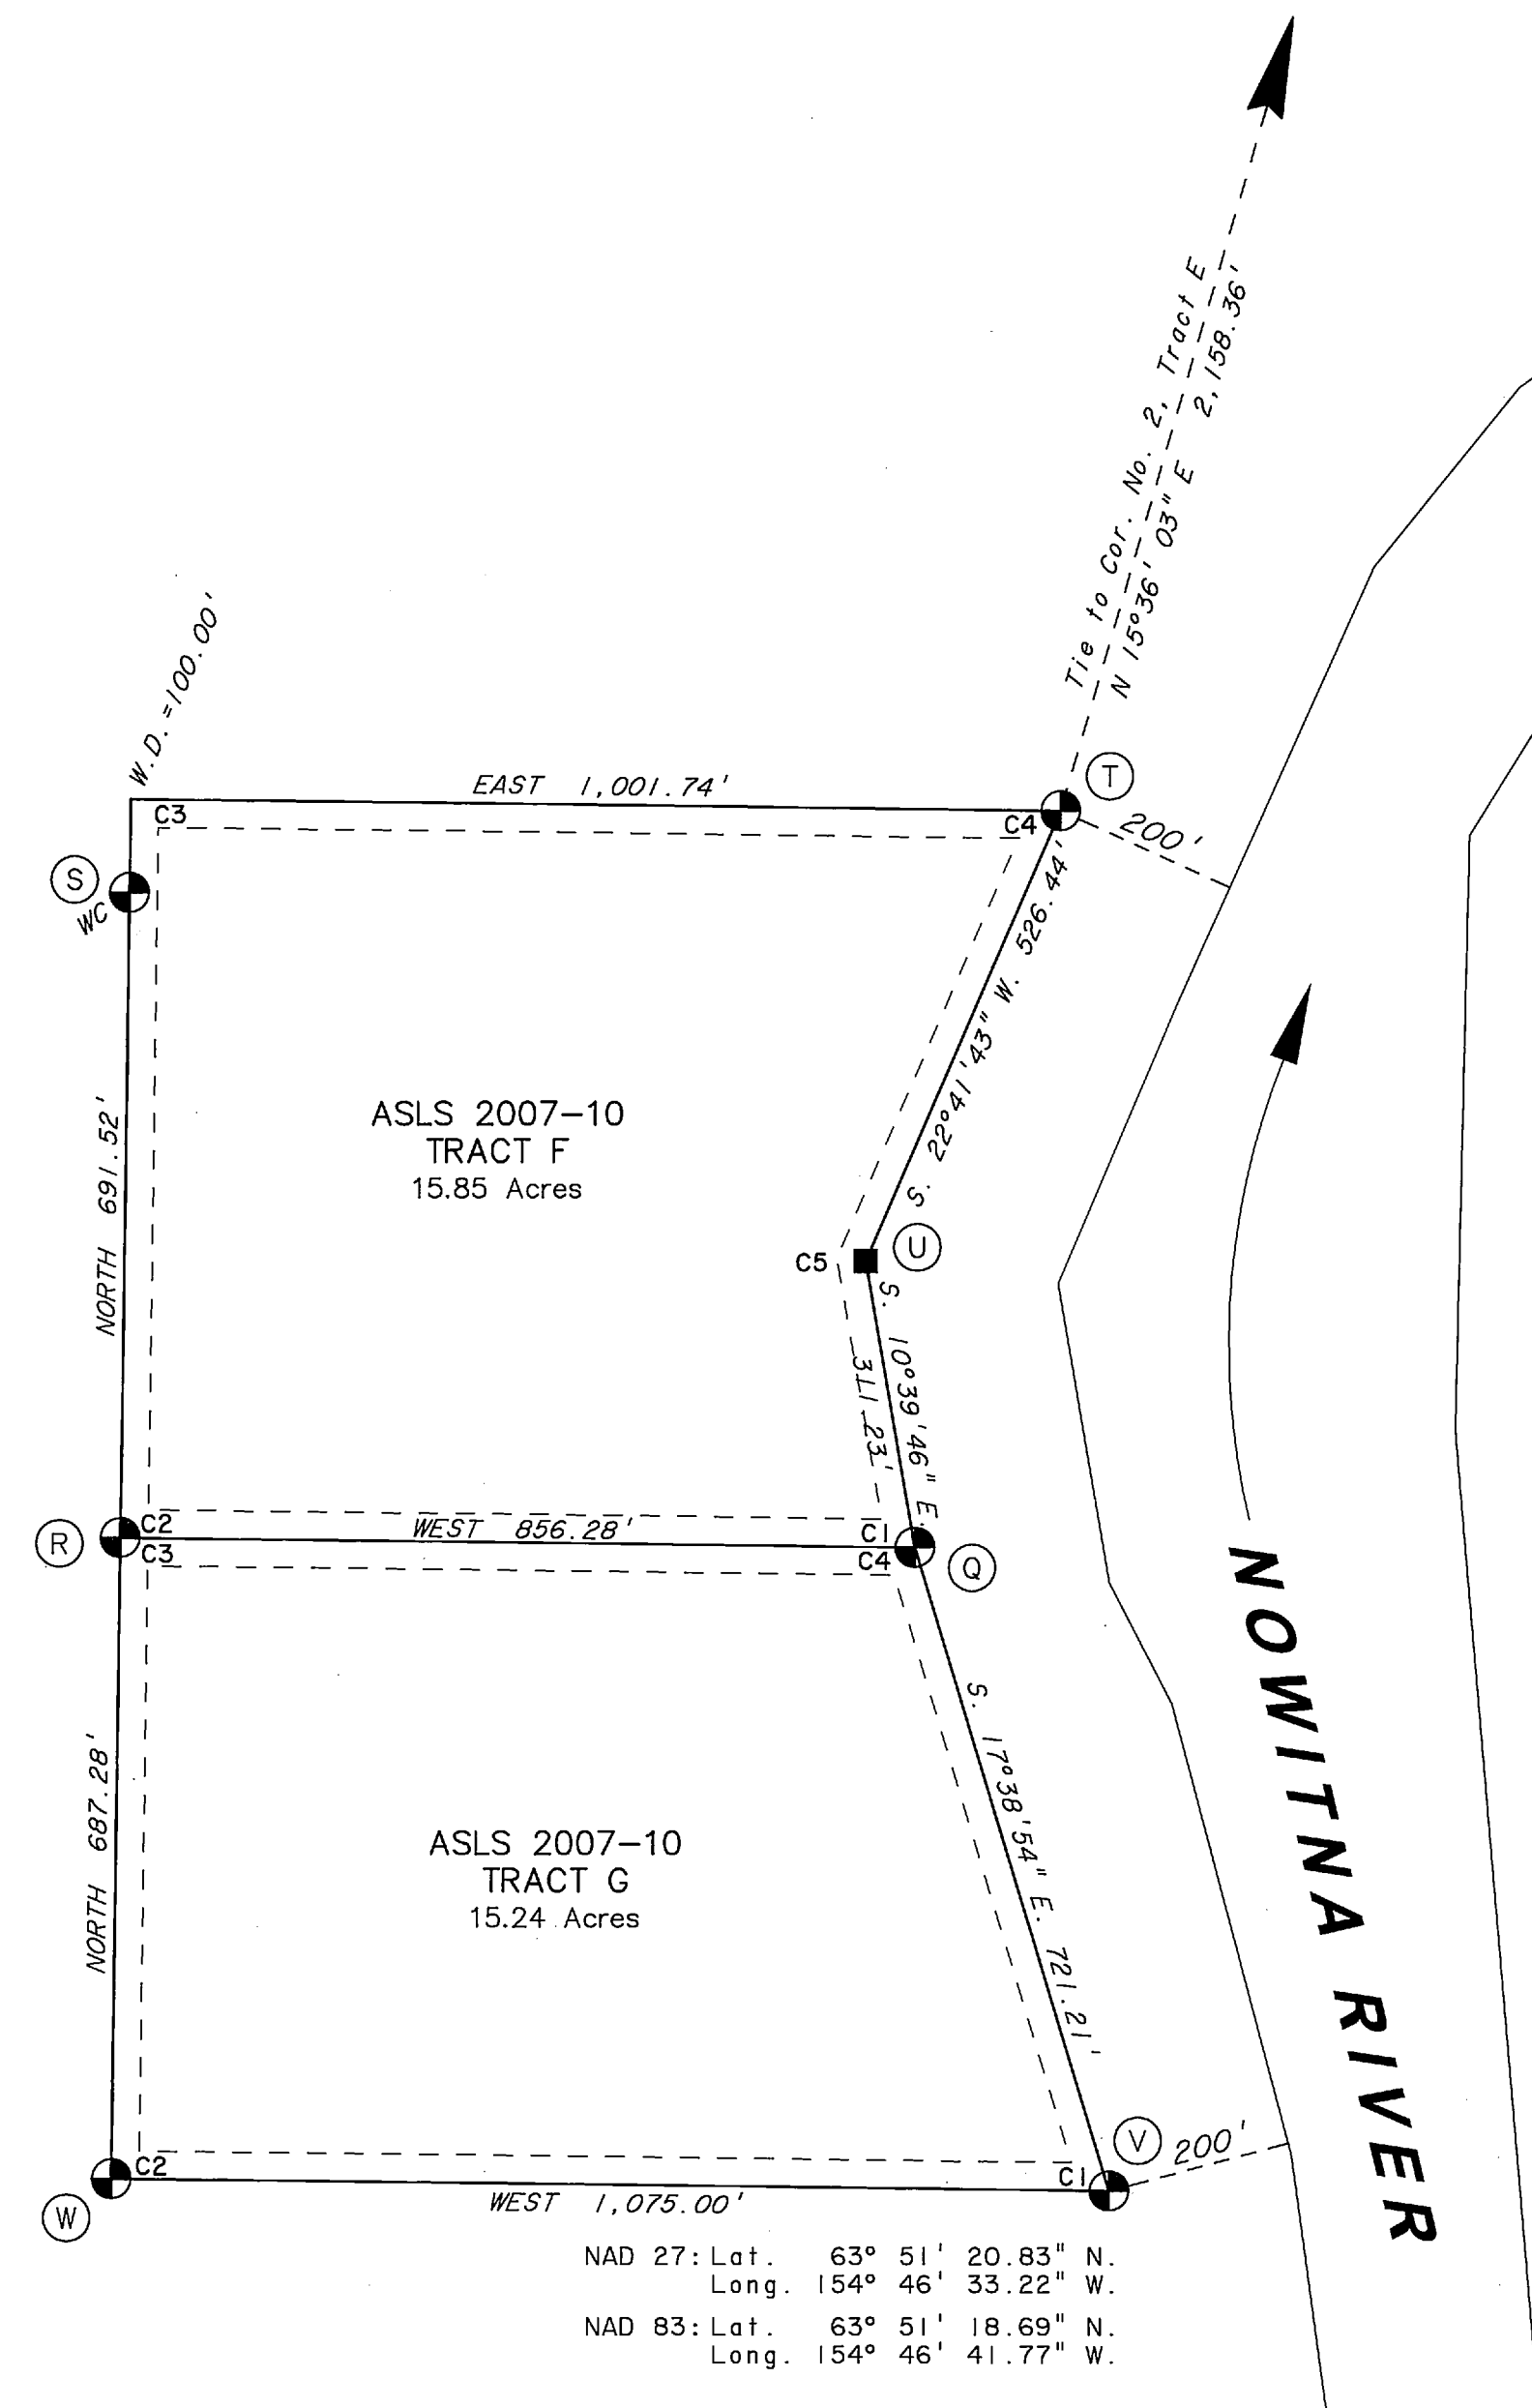 Tie to Cor. No. 2, Tract E
N 15°36'03" E 2,158.36'
W.D. =100.00'
EAST 1,001.74'
T
C3
C4
200'
S
WC
S. 22°41'43" W. 526.44'
NORTH 691.52'
ASLS 2007-10
TRACT F
15.85 Acres
U
C5
S. 10°39'46" E.
311.23'
R
C2
WEST 856.28'
C1
C3
C4
Q
NOWITNA RIVER
S. 17°38'54" E. 721.21'
NORTH 687.28'
ASLS 2007-10
TRACT G
15.24 Acres
V
200'
C2
C1
W
WEST 1,075.00'
NAD 27: Lat. 63° 51' 20.83" N.
Long. 154° 46' 33.22" W.
NAD 83: Lat. 63° 51' 18.69" N.
Long. 154° 46' 41.77" W.